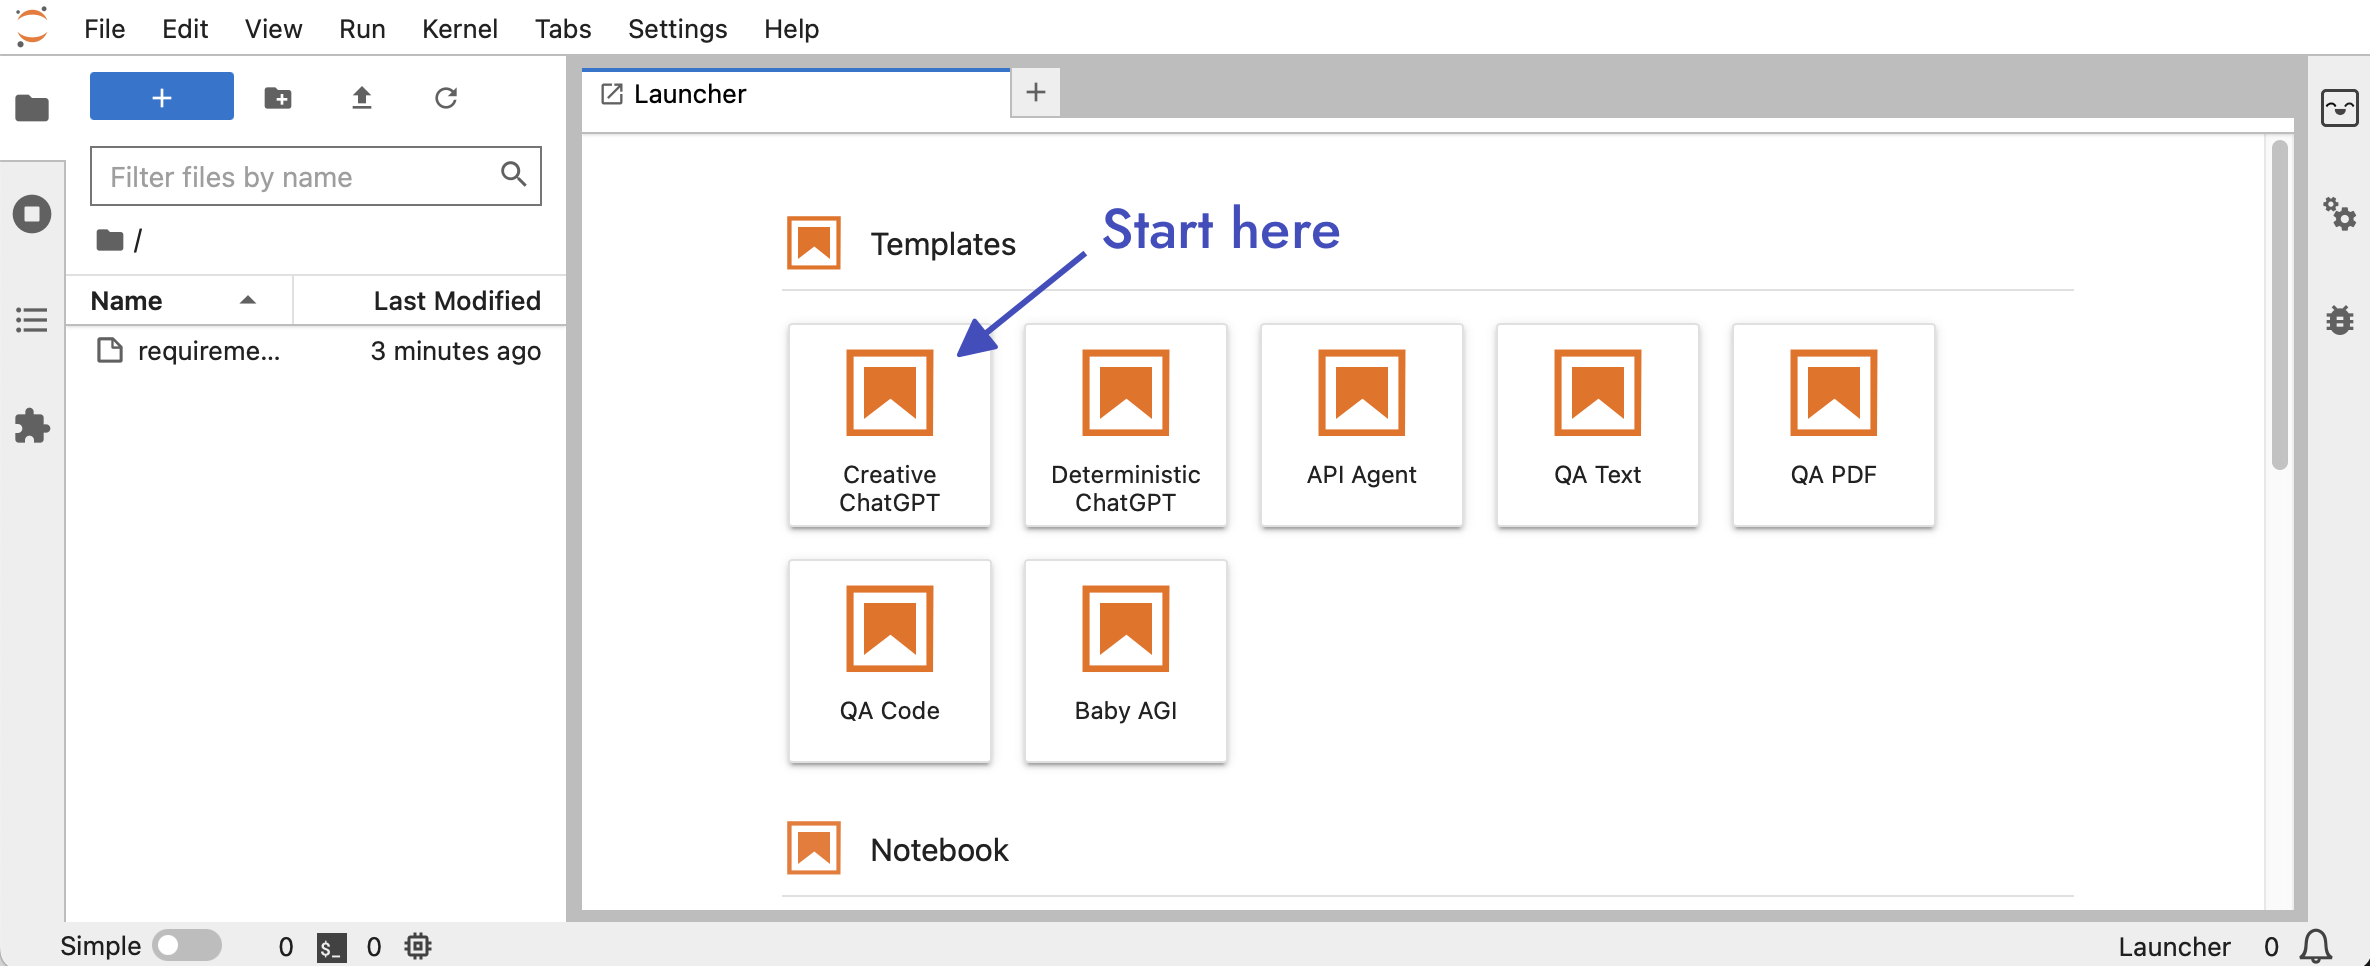 File Edit View Run Kernel Tabs Settings Help
+
Launcher
+
Filter files by name
/
Name Last Modified
requireme... 3 minutes ago
Templates
Start here
Creative
ChatGPT
Deterministic
ChatGPT
API Agent
QA Text
QA PDF
QA Code
Baby AGI
Notebook
Simple 0 $_ 0
Launcher 0